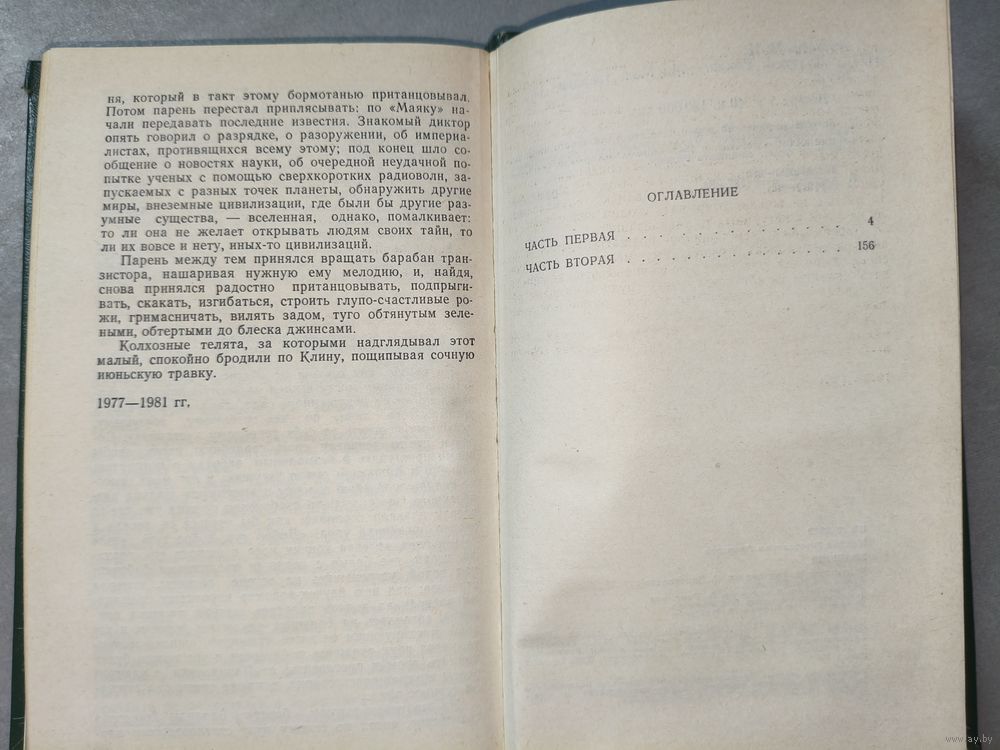 ня, который в такт этому бормотанью пританцовывал.
Потом парень перестал приплясывать: по «Маяку» на-
чали передавать последние известия. Знакомый диктор
опять говорил о разрядке, о разоружении, об империа-
листах, противящихся всему этому; под конец шло со-
общение о новостях науки, об очередной неудачной по-
пытке ученых с помощью сверхкоротких радиоволн, за-
пускаемых с разных точек планеты, обнаружить другие
миры, внеземные цивилизации, где были бы другие раз-
умные существа, — вселенная, однако, помалкивает:
то ли она не желает открывать людям своих тайн, то
ли их вовсе и нету, иных-то цивилизаций.
Парень между тем принялся вращать барабан тран-
зистора, нашаривая нужную ему мелодию, и, найдя,
снова принялся радостно пританцовывать, подпрыги-
вать, скакать, изгибаться, строить глупо-счастливые ро-
жи, гримасничать, вилять задом, туго обтянутым зеле-
ными, обтертыми до блеска джинсами.
Колхозные телята, за которыми надглядывал этот
малый, спокойно бродили по Клину, пощипывая сочную
июньскую травку.
1977—1981 гг.
ОГЛАВЛЕНИЕ
ЧАСТЬ ПЕРВАЯ . . . . . . . . . . . . . . . 4
ЧАСТЬ ВТОРАЯ . . . . . . . . . . . . . . . 156
www.ay.by